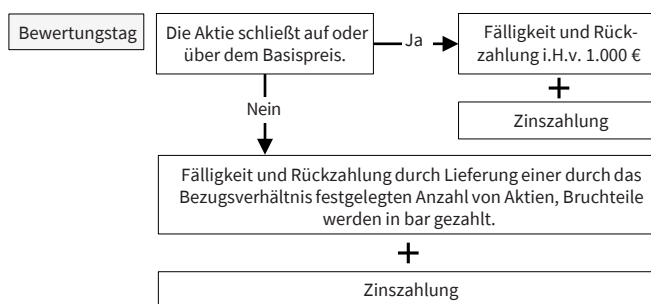 Bewertungstag
Die Aktie schließt auf oder
über dem Basispreis.
Ja
Fälligkeit und Rück-
zahlung i.H.v. 1.000 €
+
Zinszahlung
Nein
Fälligkeit und Rückzahlung durch Lieferung einer durch das
Bezugsverhältnis festgelegten Anzahl von Aktien, Bruchteile
werden in bar gezahlt.
+
Zinszahlung